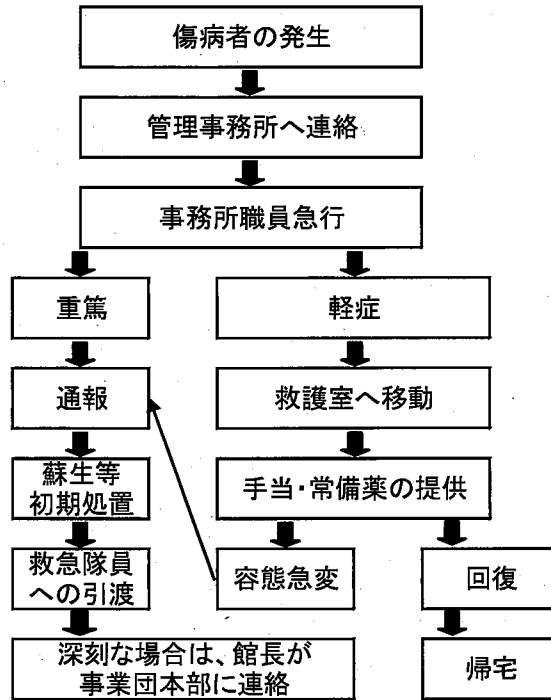 傷病者の発生
管理事務所へ連絡
事務所職員急行
重篤
軽症
通報
救護室へ移動
蘇生等
初期処置
手当・常備薬の提供
救急隊員
への引渡
容態急変
回復
深刻な場合は、館長が
事業団本部に連絡
帰宅